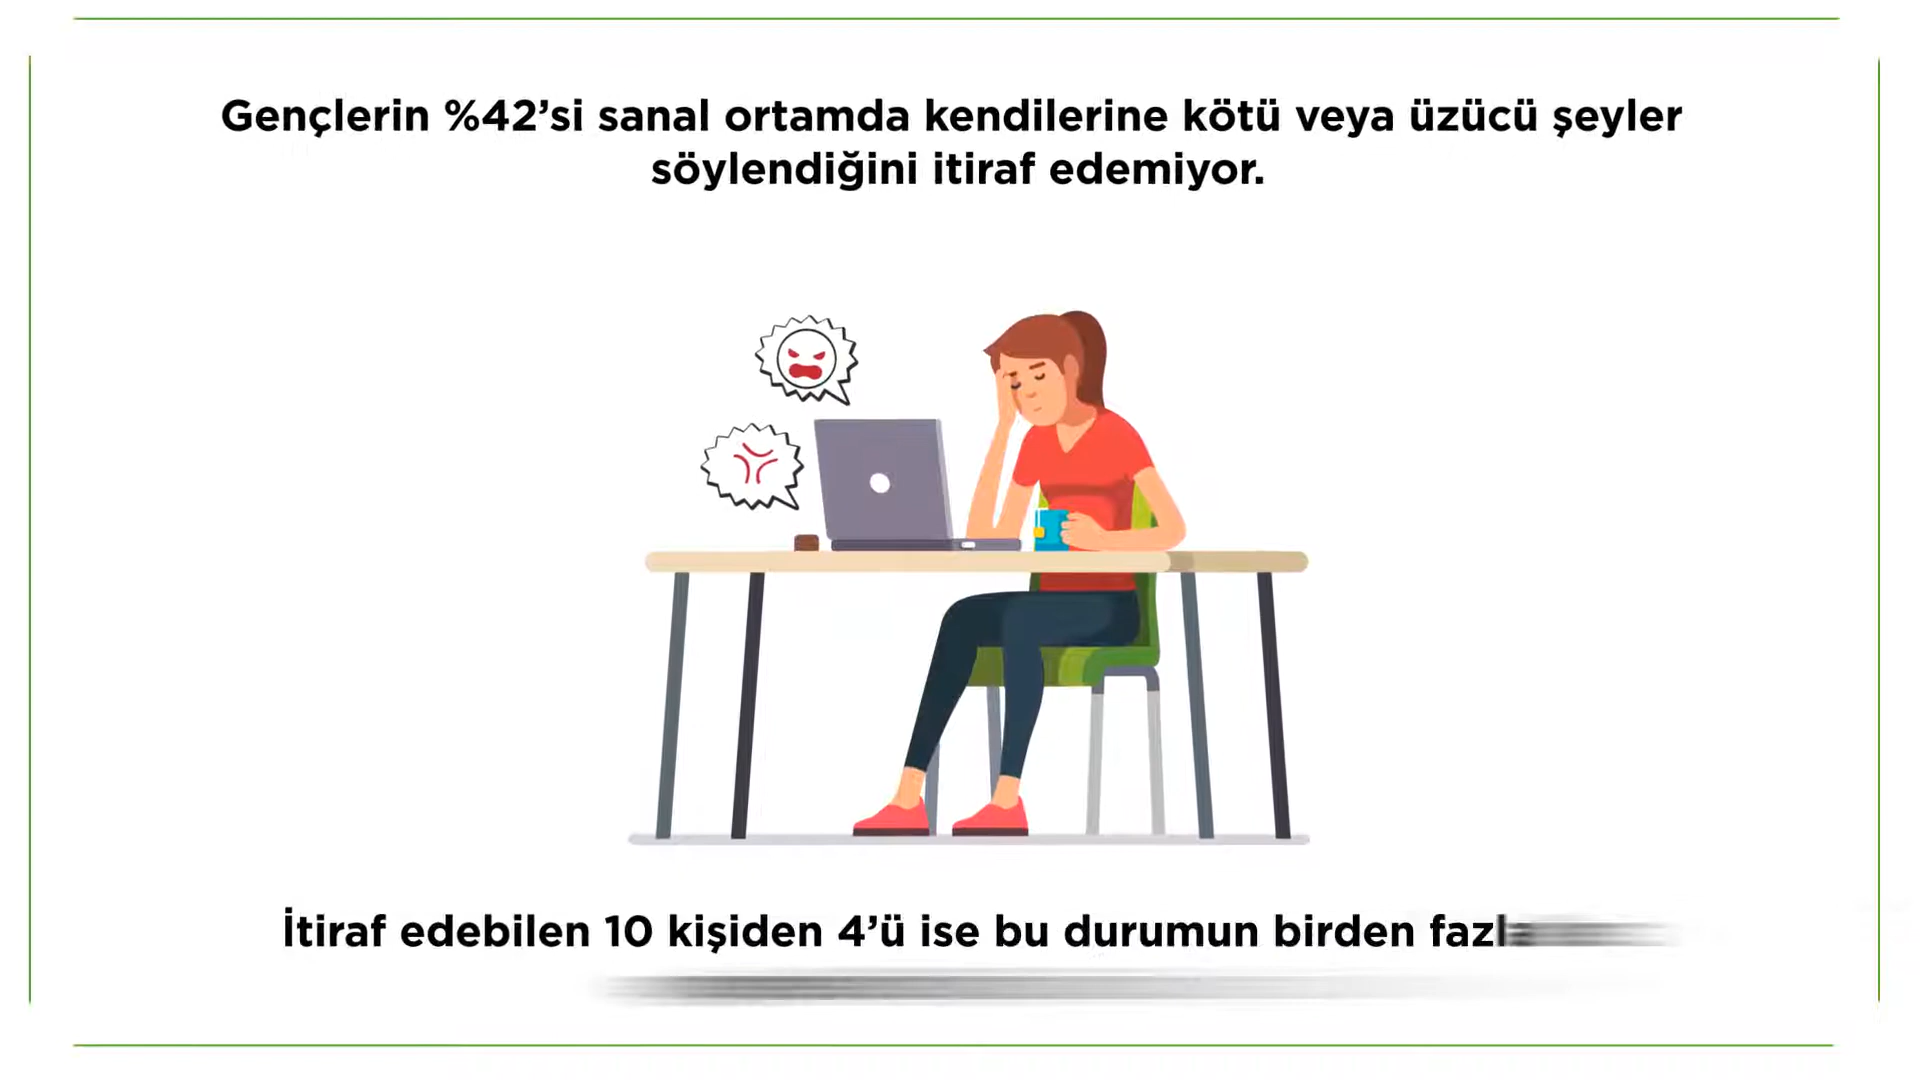 Gençlerin %42’si sanal ortamda kendilerine kötü veya üzücü şeyler
söylendiğini itiraf edemiyor.
İtiraf edebilen 10 kişiden 4’ü ise bu durumun birden